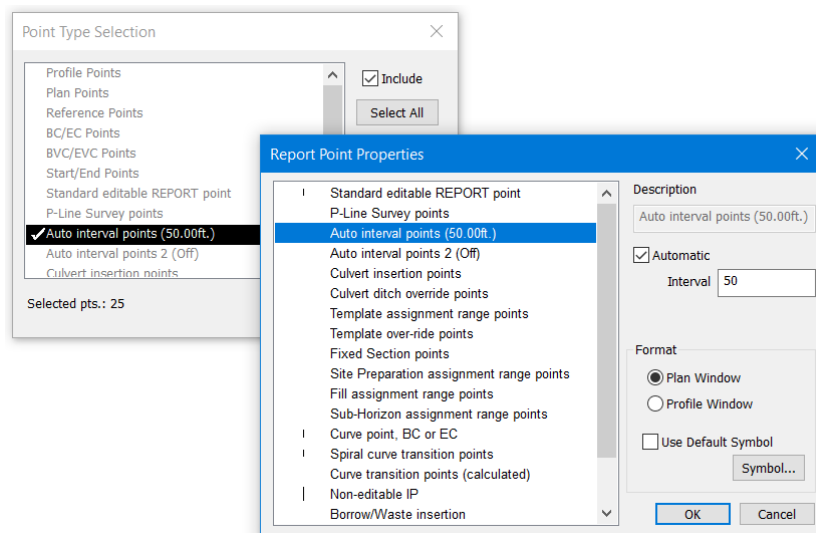 Point Type Selection
Profile Points
Plan Points
Reference Points
BC/EC Points
BVC/EVC Points
Start/End Points
Standard editable REPORT point
P-Line Survey points
Auto interval points (50.00ft.)
Auto interval points 2 (Off)
Culvert insertion points
Include
Select All
Selected pts.: 25
Report Point Properties
Standard editable REPORT point
P-Line Survey points
Auto interval points (50.00ft.)
Auto interval points 2 (Off)
Culvert insertion points
Culvert ditch override points
Template assignment range points
Template over-ride points
Fixed Section points
Site Preparation assignment range points
Fill assignment range points
Sub-Horizon assignment range points
Curve point, BC or EC
Spiral curve transition points
Curve transition points (calculated)
Non-editable IP
Borrow/Waste insertion
Description
Auto interval points (50.00ft.)
Automatic
Interval 50
Format
Plan Window
Profile Window
Use Default Symbol
Symbol...
OK Cancel